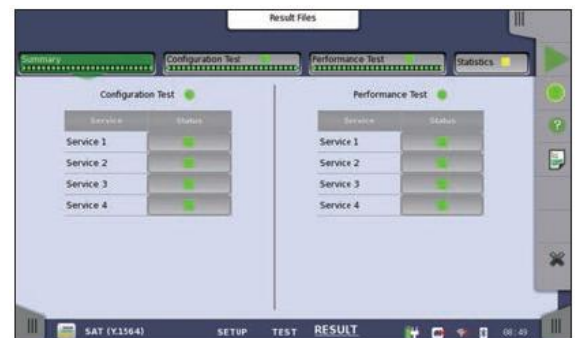 Result Files
Summary Configuration Test Performance Test Statistics
Configuration Test Performance Test
Service Status Service Status
Service 1 Service 1
Service 2 Service 2
Service 3 Service 3
Service 4 Service 4
SAT (Y.1564) SETUP TEST RESULT 08:49